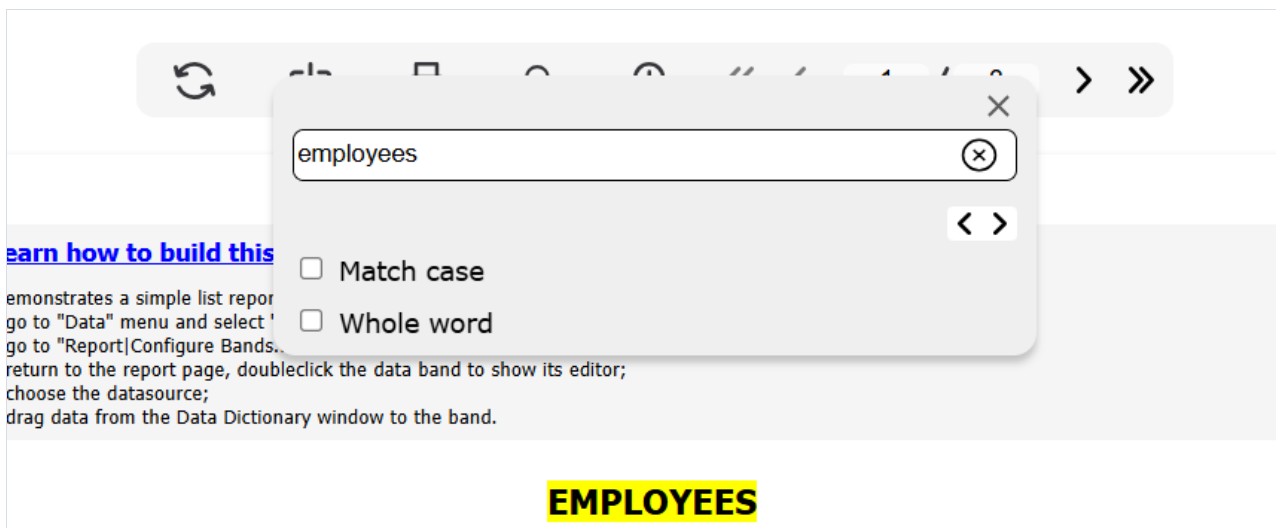 employees
earn how to build this
Match case
emonstrates a simple list repor
go to "Data" menu and select "
Whole word
go to "Report|Configure Bands..
return to the report page, doubleclick the data band to show its editor;
choose the datasource;
drag data from the Data Dictionary window to the band.
EMPLOYEES